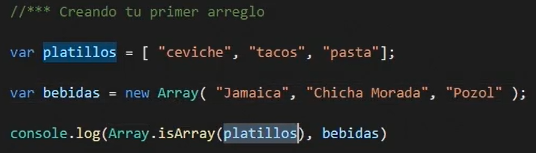 //*** Creando tu primer arreglo
var platillos = [ "ceviche", "tacos", "pasta"];
var bebidas = new Array( "Jamaica", "Chicha Morada", "Pozol" );
console.log(Array.isArray(platillos), bebidas)